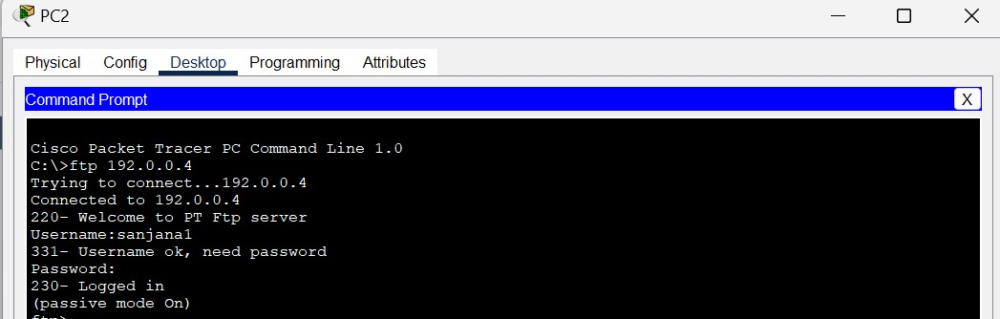 PC2
Physical Config Desktop Programming Attributes
Command Prompt
X
Cisco Packet Tracer PC Command Line 1.0
C:\>ftp 192.0.0.4
Trying to connect...192.0.0.4
Connected to 192.0.0.4
220- Welcome to PT Ftp server
Username:sanjana1
331- Username ok, need password
Password:
230- Logged in
(passive mode On)
ftp>